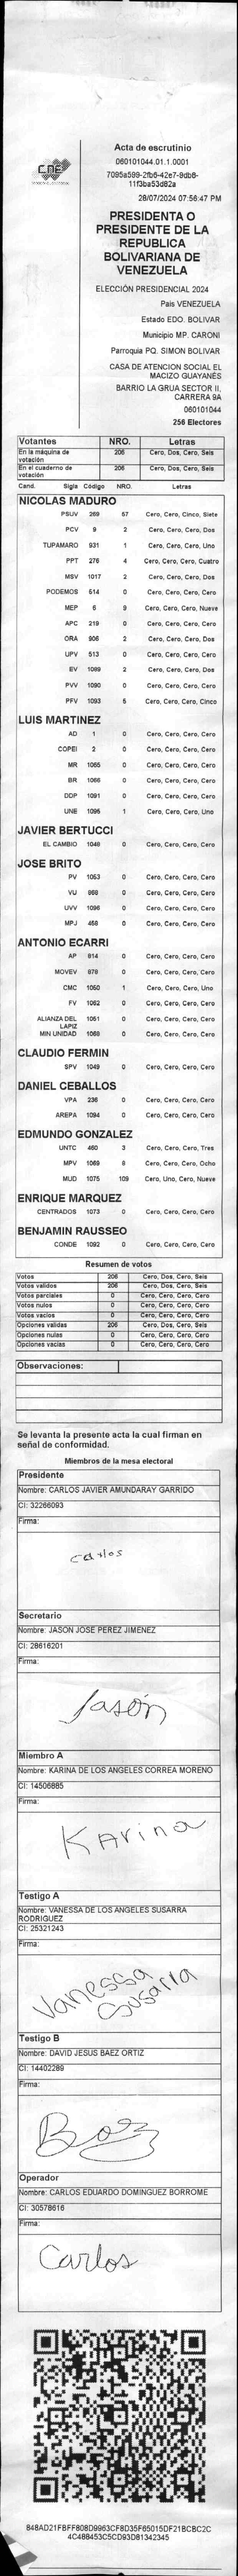 CNE
Acta de escrutinio
060101044.01.1.0001
7095a599-2fb6-42e7-9db6-
11f3ba53d82a
28/07/2024 07:56:47 PM
PRESIDENTA O
PRESIDENTE DE LA
REPUBLICA
BOLIVARIANA DE
VENEZUELA
ELECCIÓN PRESIDENCIAL 2024
Pais VENEZUELA
Estado EDO. BOLIVAR
Municipio MP. CARONI
Parroquia PQ. SIMON BOLIVAR
CASA DE ATENCION SOCIAL EL
MACIZO GUAYANÉS
BARRIO LA GRUA SECTOR II,
CARRERA 9A
060101044
256 Electores
Votantes NRO. Letras
En la máquina de votación 206 Cero, Dos, Cero, Seis
En el cuaderno de votación 206 Cero, Dos, Cero, Seis
Cand. Sigla Código NRO. Letras
NICOLAS MADURO
PSUV 269 57 Cero, Cero, Cinco, Siete
PCV 9 2 Cero, Cero, Cero, Dos
TUPAMARO 931 1 Cero, Cero, Cero, Uno
PPT 276 4 Cero, Cero, Cero, Cuatro
MSV 1017 2 Cero, Cero, Cero, Dos
PODEMOS 514 0 Cero, Cero, Cero, Cero
MEP 6 9 Cero, Cero, Cero, Nueve
APC 219 0 Cero, Cero, Cero, Cero
ORA 906 2 Cero, Cero, Cero, Dos
UPV 513 0 Cero, Cero, Cero, Cero
EV 1089 2 Cero, Cero, Cero, Dos
PVV 1090 0 Cero, Cero, Cero, Cero
PFV 1093 5 Cero, Cero, Cero, Cinco
LUIS MARTINEZ
AD 1 0 Cero, Cero, Cero, Cero
COPEI 2 0 Cero, Cero, Cero, Cero
MR 1065 0 Cero, Cero, Cero, Cero
BR 1066 0 Cero, Cero, Cero, Cero
DDP 1091 0 Cero, Cero, Cero, Cero
UNE 1095 1 Cero, Cero, Cero, Uno
JAVIER BERTUCCI
EL CAMBIO 1048 0 Cero, Cero, Cero, Cero
JOSE BRITO
PV 1053 0 Cero, Cero, Cero, Cero
VU 868 0 Cero, Cero, Cero, Cero
UVV 1096 0 Cero, Cero, Cero, Cero
MPJ 458 0 Cero, Cero, Cero, Cero
ANTONIO ECARRI
AP 814 0 Cero, Cero, Cero, Cero
MOVEV 878 0 Cero, Cero, Cero, Cero
CMC 1050 1 Cero, Cero, Cero, Uno
FV 1062 0 Cero, Cero, Cero, Cero
ALIANZA DEL LAPIZ 1051 0 Cero, Cero, Cero, Cero
MIN UNIDAD 1069 0 Cero, Cero, Cero, Cero
CLAUDIO FERMIN
SPV 1049 0 Cero, Cero, Cero, Cero
DANIEL CEBALLOS
VPA 236 0 Cero, Cero, Cero, Cero
AREPA 1094 0 Cero, Cero, Cero, Cero
EDMUNDO GONZALEZ
UNTC 460 3 Cero, Cero, Cero, Tres
MPV 1069 8 Cero, Cero, Cero, Ocho
MUD 1075 109 Cero, Uno, Cero, Nueve
ENRIQUE MARQUEZ
CENTRADOS 1073 0 Cero, Cero, Cero, Cero
BENJAMIN RAUSSEO
CONDE 1092 0 Cero, Cero, Cero, Cero
Resumen de votos
Votos 206 Cero, Dos, Cero, Seis
Votos validos 206 Cero, Dos, Cero, Seis
Votos parciales 0 Cero, Cero, Cero, Cero
Votos nulos 0 Cero, Cero, Cero, Cero
Votos vacios 0 Cero, Cero, Cero, Cero
Opciones validas 206 Cero, Dos, Cero, Seis
Opciones nulas 0 Cero, Cero, Cero, Cero
Opciones vacias 0 Cero, Cero, Cero, Cero
Observaciones:
Se levanta la presente acta la cual firman en
señal de conformidad.
Miembros de la mesa electoral
Presidente
Nombre: CARLOS JAVIER AMUNDARAY GARRIDO
CI: 32266093
Firma:
carlos
Secretario
Nombre: JASON JOSE PEREZ JIMENEZ
CI: 28616201
Firma:
Jasón
Miembro A
Nombre: KARINA DE LOS ANGELES CORREA MORENO
CI: 14506885
Firma:
KArina
Testigo A
Nombre: VANESSA DE LOS ANGELES SUSARRA
RODRIGUEZ
CI: 25321243
Firma:
Vanessa
Susarra
Testigo B
Nombre: DAVID JESUS BAEZ ORTIZ
CI: 14402289
Firma:
Operador
Nombre: CARLOS EDUARDO DOMINGUEZ BORROME
CI: 30578616
Firma:
Carlos
848AD21FBFF808D9963CF8D35F65015DF21BCBC2C
4C488453C5CD93D81342345